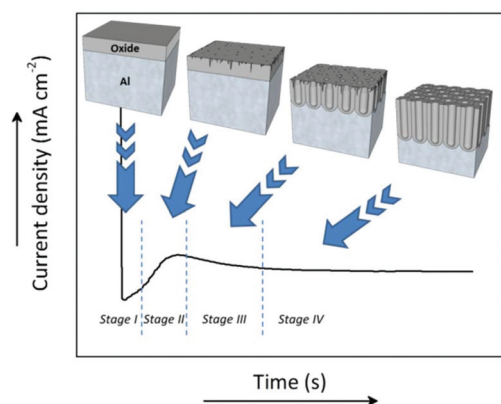 Oxide
Al
Current density (mA cm⁻²)
Stage I
Stage II
Stage III
Stage IV
Time (s)